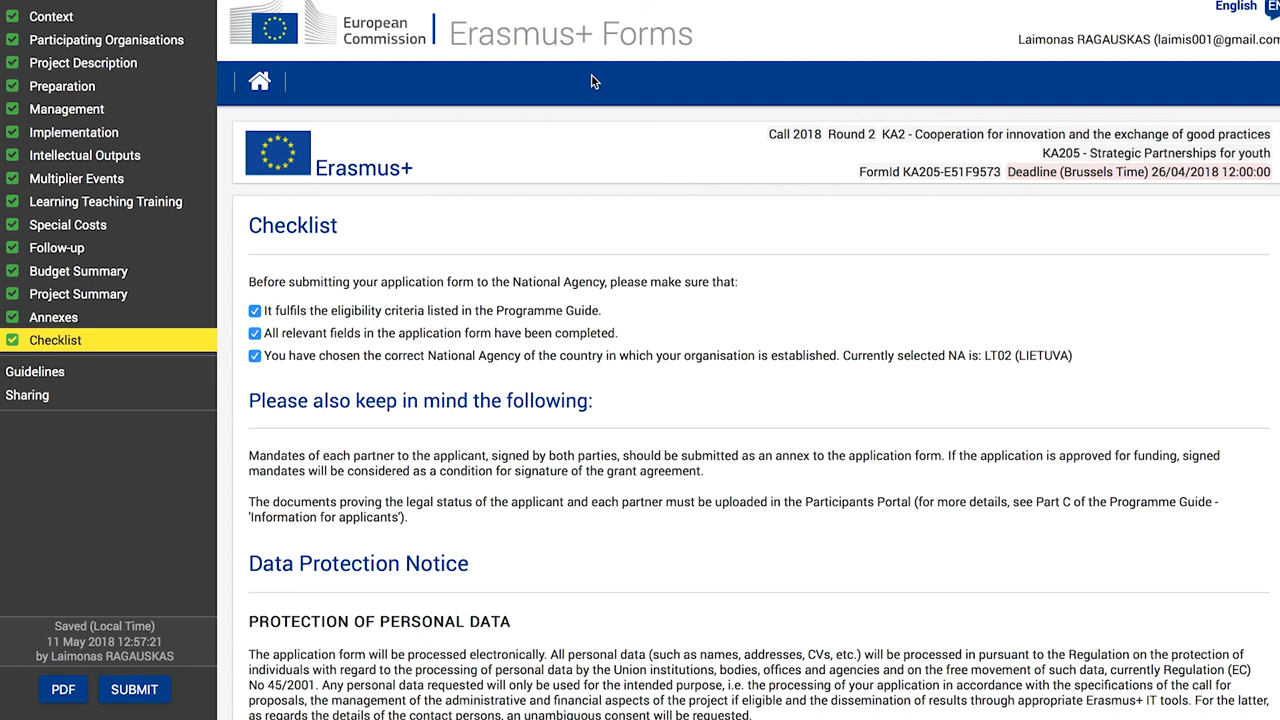 Context
Participating Organisations
Project Description
Preparation
Management
Implementation
Intellectual Outputs
Multiplier Events
Learning Teaching Training
Special Costs
Follow-up
Budget Summary
Project Summary
Annexes
Checklist
Guidelines
Sharing
Saved (Local Time)
11 May 2018 12:57:21
by Laimonas RAGAUSKAS
PDF SUBMIT
English EN
European
Commission
Erasmus+ Forms
Laimonas RAGAUSKAS (laimis001@gmail.com
Erasmus+
Call 2018 Round 2 KA2 - Cooperation for innovation and the exchange of good practices
KA205 - Strategic Partnerships for youth
FormId KA205-E51F9573 Deadline (Brussels Time) 26/04/2018 12:00:00
Checklist
Before submitting your application form to the National Agency, please make sure that:
It fulfils the eligibility criteria listed in the Programme Guide.
All relevant fields in the application form have been completed.
You have chosen the correct National Agency of the country in which your organisation is established. Currently selected NA is: LT02 (LIETUVA)
Please also keep in mind the following:
Mandates of each partner to the applicant, signed by both parties, should be submitted as an annex to the application form. If the application is approved for funding, signed
mandates will be considered as a condition for signature of the grant agreement.
The documents proving the legal status of the applicant and each partner must be uploaded in the Participants Portal (for more details, see Part C of the Programme Guide -
'Information for applicants').
Data Protection Notice
PROTECTION OF PERSONAL DATA
The application form will be processed electronically. All personal data (such as names, addresses, CVs, etc.) will be processed in pursuant to the Regulation on the protection of
individuals with regard to the processing of personal data by the Union institutions, bodies, offices and agencies and on the free movement of such data, currently Regulation (EC)
No 45/2001. Any personal data requested will only be used for the intended purpose, i.e. the processing of your application in accordance with the specifications of the call for
proposals, the management of the administrative and financial aspects of the project if eligible and the dissemination of results through appropriate Erasmus+ IT tools. For the latter,
as regards the details of the contact persons, an unambiguous consent will be requested.